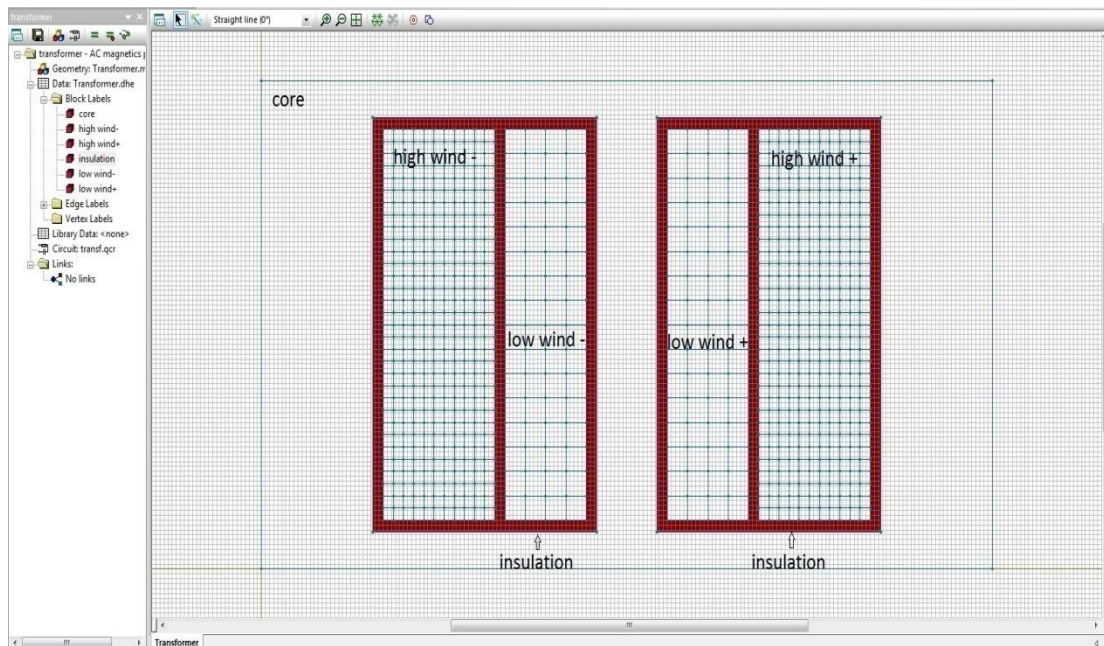 transformer
Straight line (0°)
transformer - AC magnetics p
Geometry: Transformer.m
Data: Transformer.dhe
Block Labels
core
high wind-
high wind+
insulation
low wind-
low wind+
Edge Labels
Vertex Labels
Library Data: <none>
Circuit: transf.qcr
Links:
No links
core
high wind -
high wind +
low wind -
low wind +
insulation
insulation
Transformer